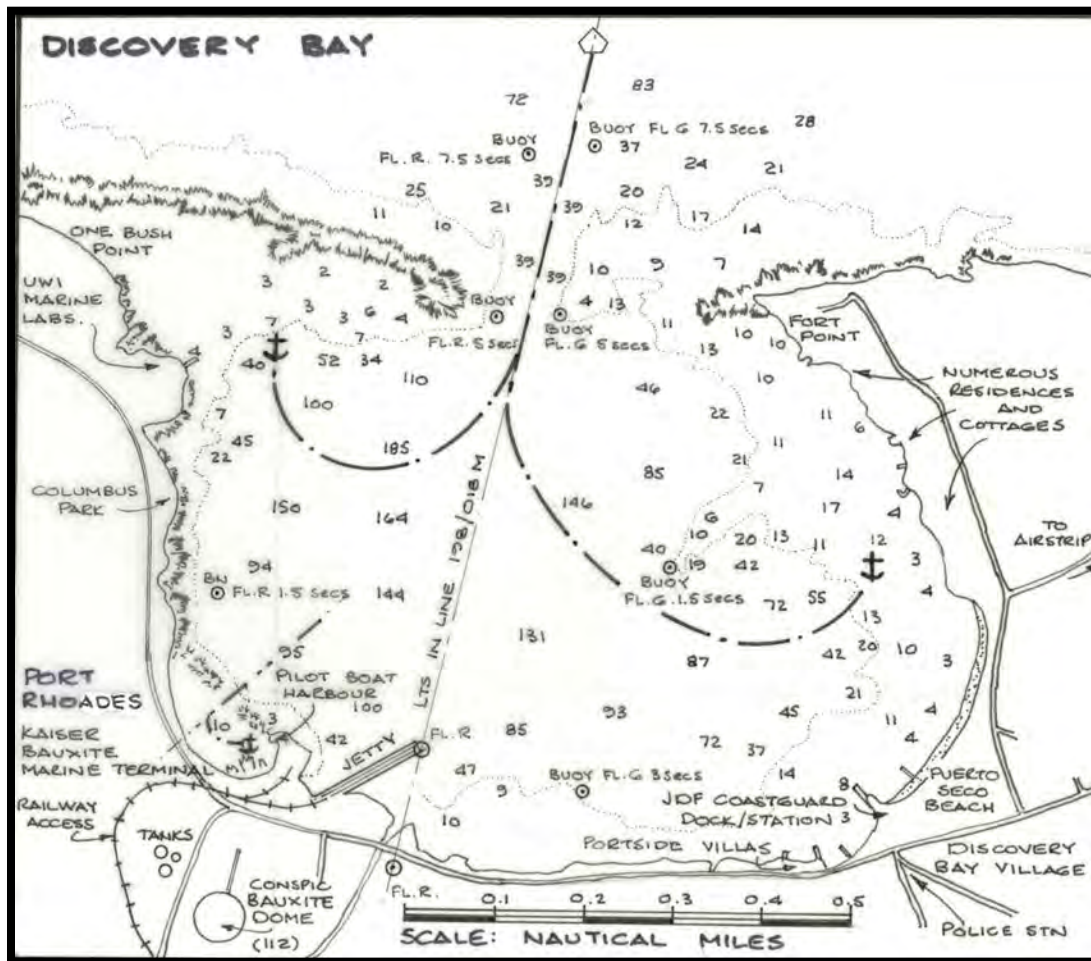 DISCOVERY BAY
72
83
28
BUOY
FL. R. 7.5 SECS
BUOY FL G 7.5 Secs
37
24
21
25
39
20
11
10
21
39
12
17
14
ONE BUSH
POINT
UWI
MARINE
LABS.
3
2
2
39
39
10
9
7
3
3
6
4
BUOY
FL. R. 5 SECS
4
13
BUOY
FL. G 5 SECS
11
10
10
FORT
POINT
3
7
7
4
40
52
34
110
13
10
NUMEROUS
RESIDENCES
AND
COTTAGES
100
46
7
45
22
185
22
11
6
11
21
85
14
COLUMBUS
PARK
150
164
146
7
17
4
6
10
20
13
11
12
TO
AIRSTRIP
94
40
19
42
3
BN
FL.R 1.5 SECS
144
BUOY
FL. G. 1.5 SECS
72
55
4
13
LTS IN LINE 198/018 M
95
131
87
42
20
10
3
PORT
RHOADES
PILOT BOAT
HARBOUR
100
21
KAISER
BAUXITE
MARINE TERMINAL
10
3
42
JETTY
FL.R
85
93
45
11
4
72
37
4
RAILWAY
ACCESS
47
9
BUOY FL.G 3SECS
14
8
JDF COASTGUARD
DOCK/STATION
3
PUERTO
SECO
BEACH
TANKS
10
PORTSIDE VILLAS
DISCOVERY
BAY VILLAGE
CONSPIC
BAUXITE
DOME
(112)
FL.R.
0.1 0.2 0.3 0.4 0.5
SCALE: NAUTICAL MILES
POLICE STN